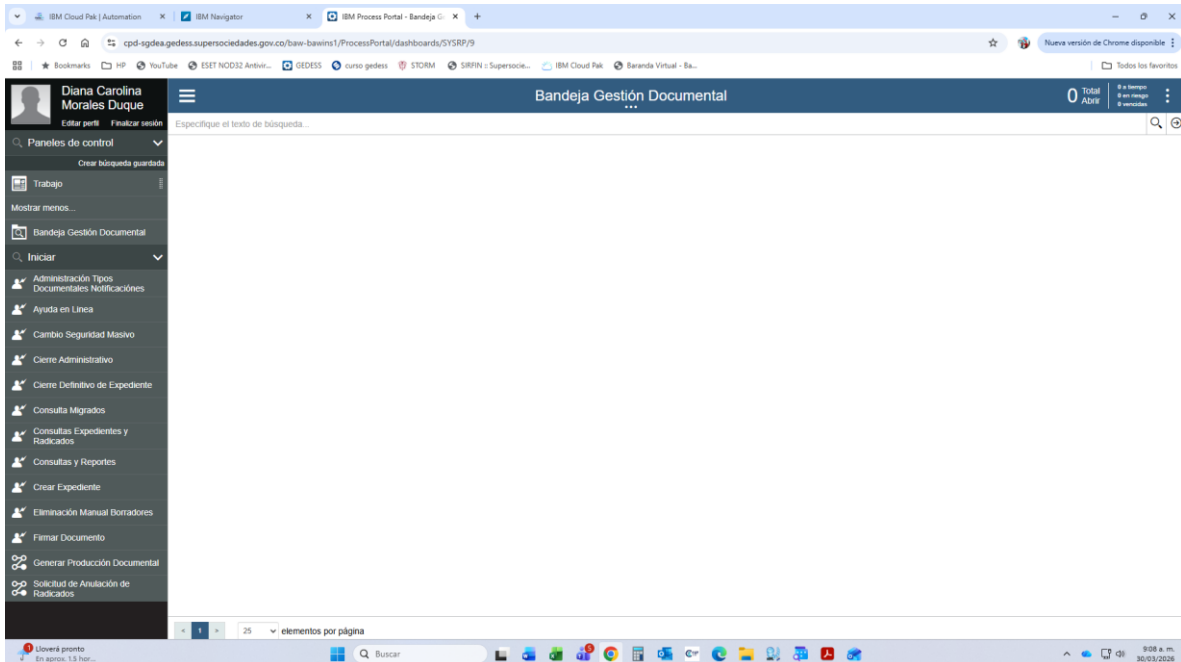 IBM Cloud Pak | Automation
IBM Navigator
IBM Process Portal - Bandeja G
cpd-sgdea.gedess.supersociedades.gov.co/baw-bawins1/ProcessPortal/dashboards/SYSRP/9
Nueva versión de Chrome disponible
Bookmarks
HP
YouTube
ESET NOD32 Antivir...
GEDESS
curso gedess
STORM
SIRFIN :: Supersocie...
IBM Cloud Pak
Baranda Virtual - Ba...
Todos los favoritos
Diana Carolina
Morales Duque
Editar perfil Finalizar sesión
Bandeja Gestión Documental
0 Total
Abrir
0 a tiempo
0 en riesgo
0 vencidas
Especifique el texto de búsqueda...
Paneles de control
Crear búsqueda guardada
Trabajo
Mostrar menos...
Bandeja Gestión Documental
Iniciar
Administración Tipos
Documentales Notificaciónes
Ayuda en Linea
Cambio Seguridad Masivo
Cierre Administrativo
Cierre Definitivo de Expediente
Consulta Migrados
Consultas Expedientes y
Radicados
Consultas y Reportes
Crear Expediente
Eliminación Manual Borradores
Firmar Documento
Generar Producción Documental
Solicitud de Anulación de
Radicados
1
25
elementos por página
1
Lloverá pronto
En aprox. 1.5 hor...
Buscar
9:08 a. m.
30/03/2026